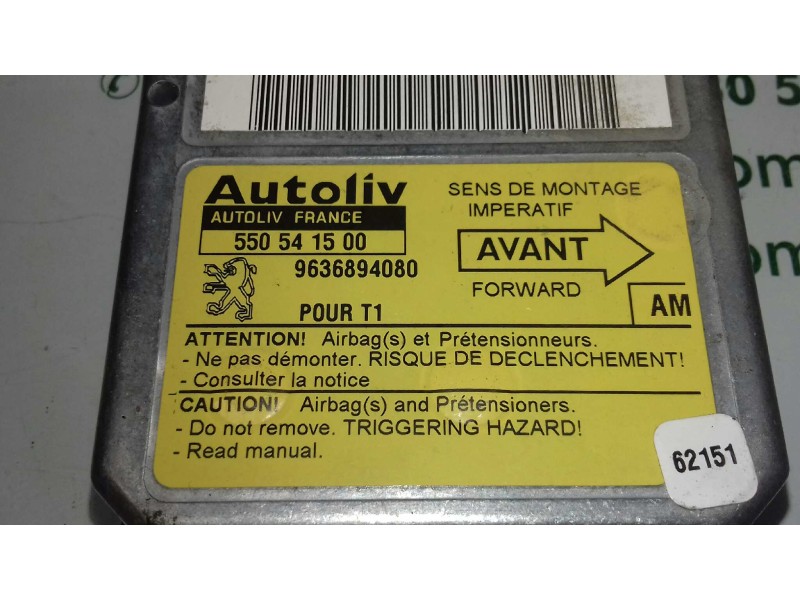 Autoliv
AUTOLIV FRANCE
550 54 15 00
9636894080
POUR T1
SENS DE MONTAGE
IMPERATIF
AVANT
FORWARD
AM
ATTENTION! Airbag(s) et Prétensionneurs.
- Ne pas démonter. RISQUE DE DECLENCHEMENT!
- Consulter la notice
CAUTION! Airbag(s) and Prétensioners.
- Do not remove. TRIGGERING HAZARD!
- Read manual.
62151